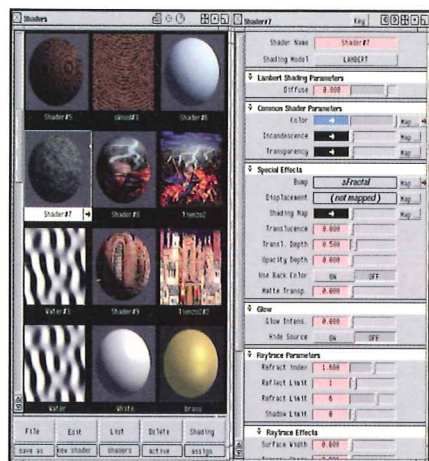 Shaders
Shader#5
sWood#3
Shader#6
Shader#7
Shader#8
Water#3
Water
White
brass
File Edit List Delete Shading
save as new shader shaders active assign
Shader#7 Key
Shader Name Shader#7
Shading Model LAMBERT
Lambert Shading Parameters
Diffuse 0.800
Common Shader Parameters
Color Map
Incandescence Map
Transparency Map
Special Effects
Bump sFractal Map
Displacement (not mapped) Map
Shading Map Map
Translucence 0.000
Transl. Depth 0.500
Opacity Depth 0.000
Use Back Color ON OFF
Matte Transp. 0.000
Glow
Glow Intens. 0.000
Hide Source ON OFF
Raytrace Parameters
Refract Index 1.600
Reflect Limit 1
Refract Limit 6
Shadow Limit 0
Raytrace Effects
Surface Width 0.000